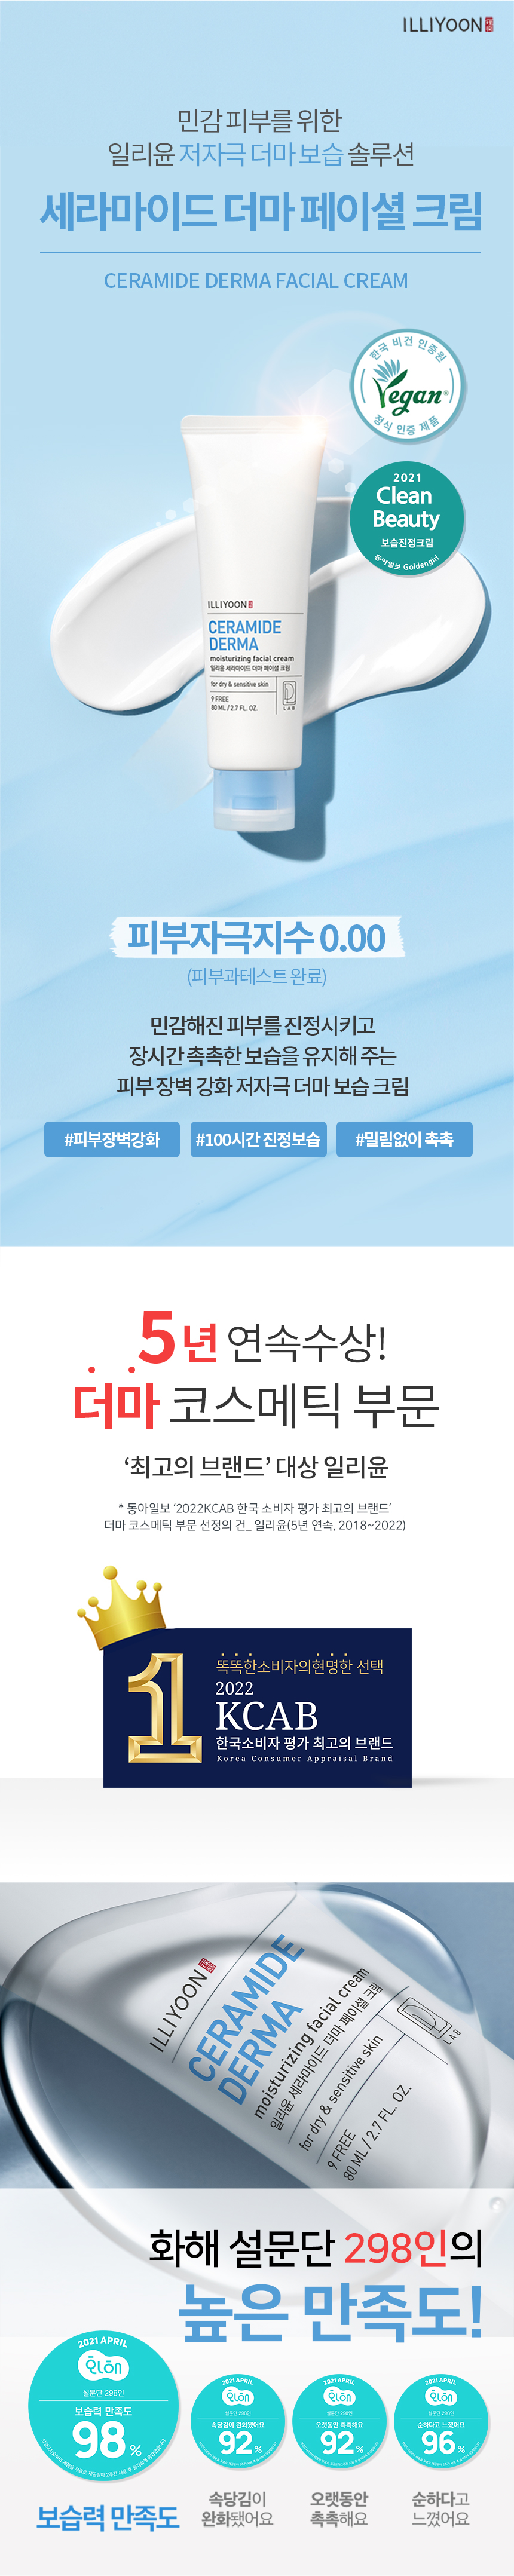 ILLIYOON
민감 피부를 위한
일리윤 저자극 더마 보습 솔루션
세라마이드 더마 페이셜 크림
CERAMIDE DERMA FACIAL CREAM
한국 비건 인증원
Vegan®
정식 인증 제품
2021
Clean
Beauty
보습진정크림
동아일보 Goldengirl
ILLIYOON
CERAMIDE
DERMA
moisturizing facial cream
일리윤 세라마이드 더마 페이셜 크림
for dry & sensitive skin
9 FREE
80 ML / 2.7 FL. OZ.
LAB
피부자극지수 0.00
(피부과테스트 완료)
민감해진 피부를 진정시키고
장시간 촉촉한 보습을 유지해 주는
피부 장벽 강화 저자극 더마 보습 크림
#피부장벽강화 #100시간 진정보습 #밀림없이 촉촉
5년 연속수상!
더마 코스메틱 부문
‘최고의 브랜드’ 대상 일리윤
* 동아일보 ‘2022KCAB 한국 소비자 평가 최고의 브랜드’
더마 코스메틱 부문 선정의 건_ 일리윤(5년 연속, 2018~2022)
1
똑똑한소비자의현명한 선택
2022
KCAB
한국소비자 평가 최고의 브랜드
Korea Consumer Appraisal Brand
ILLIYOON
CERAMIDE
DERMA
moisturizing facial cream
일리윤 세라마이드 더마 페이셜 크림
for dry & sensitive skin
9 FREE
80 ML / 2.7 FL. OZ.
LAB
화해 설문단 298인의
높은 만족도!
2021 APRIL
설문단 298인
보습력 만족도
98 %
보습력 만족도
2021 APRIL
설문단 298인
속당김이 완화됐어요
92 %
속당김이
완화됐어요
2021 APRIL
설문단 298인
오랫동안 촉촉해요
92 %
오랫동안
촉촉해요
2021 APRIL
설문단 298인
순하다고 느꼈어요
96 %
순하다고
느꼈어요